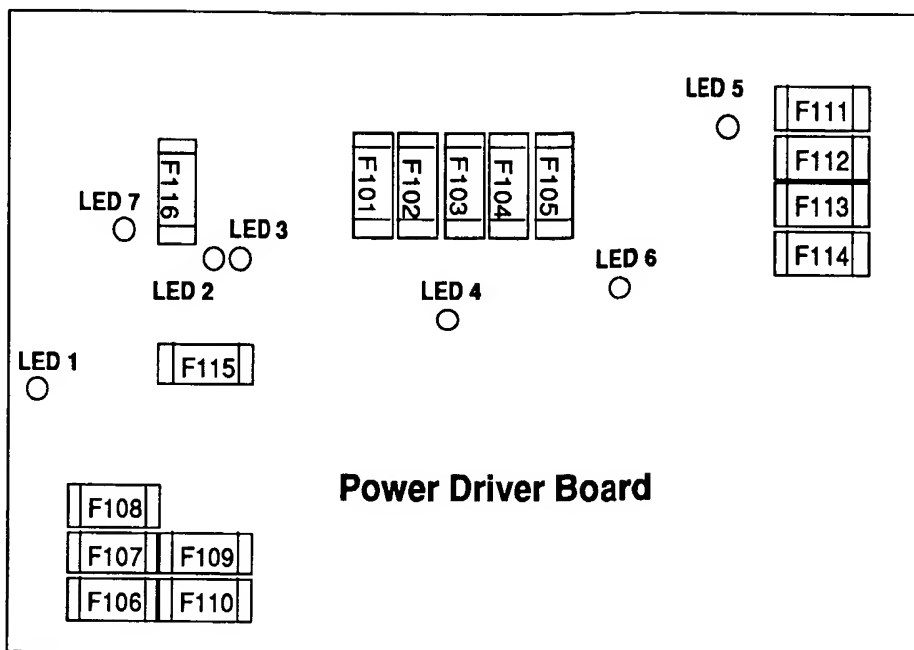 LED 5
F111
F112
F113
F114
F116
F101
F102
F103
F104
F105
LED 7
LED 3
LED 2
LED 6
LED 4
LED 1
F115
Power Driver Board
F108
F107
F109
F106
F110